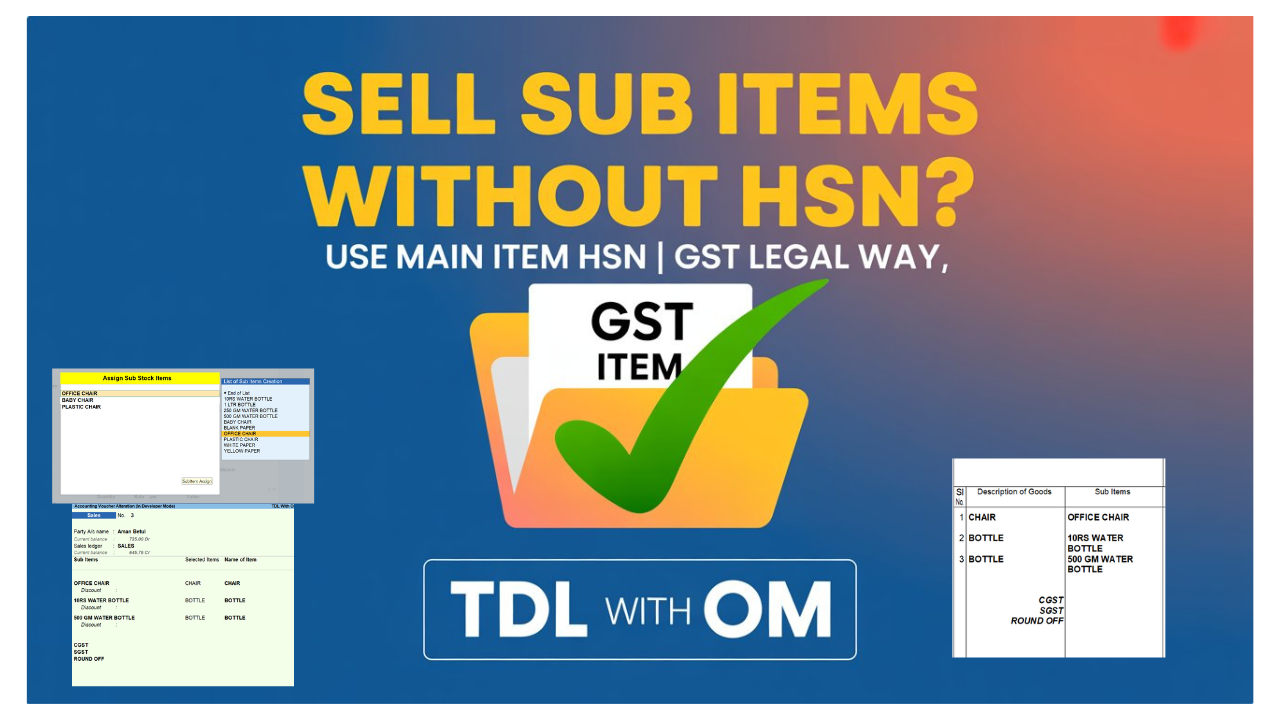 SELL SUB ITEMS
WITHOUT HSN?
USE MAIN ITEM HSN | GST LEGAL WAY,
GST
ITEM
Assign Sub Stock Items
OFFICE CHAIR
BABY CHAIR
PLASTIC CHAIR
SubItem Assign
List of Sub Items Creation
End of List
10RS WATER BOTTLE
1 LTR BOTTLE
250 GM WATER BOTTLE
500 GM WATER BOTTLE
BABY CHAIR
BLANK PAPER
OFFICE CHAIR
PLASTIC CHAIR
WHITE PAPER
YELLOW PAPER
Accounting Voucher Alteration (in Developer Mode) TDL With O
Sales No. 3
Party A/c name : Aman Betul
Current balance : 735.00 Dr
Sales ledger : SALES
Current balance
Sub Items Selected Items Name of Item
OFFICE CHAIR CHAIR CHAIR
Discount :
10RS WATER BOTTLE BOTTLE BOTTLE
Discount :
500 GM WATER BOTTLE BOTTLE BOTTLE
Discount :
CGST
SGST
ROUND OFF
TDL WITH OM
Sl No. Description of Goods Sub Items
1 CHAIR OFFICE CHAIR
2 BOTTLE 10RS WATER
BOTTLE
3 BOTTLE 500 GM WATER
BOTTLE
CGST
SGST
ROUND OFF